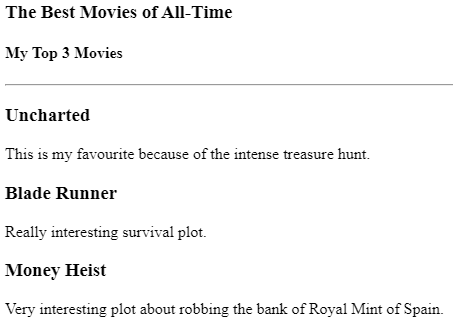 The Best Movies of All-Time
My Top 3 Movies
Uncharted
This is my favourite because of the intense treasure hunt.
Blade Runner
Really interesting survival plot.
Money Heist
Very interesting plot about robbing the bank of Royal Mint of Spain.